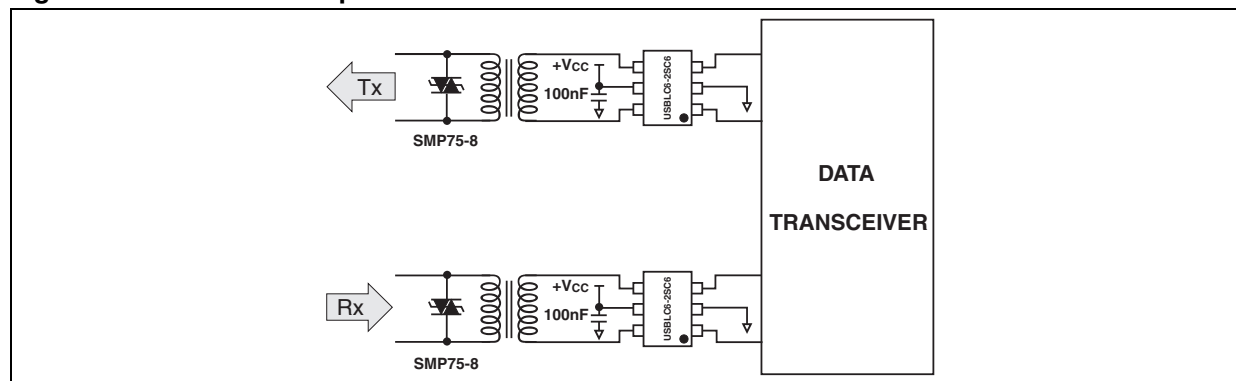 +VCC
Tx
100nF
USBLC6-2SC6
SMP75-8
DATA
TRANSCEIVER
+VCC
Rx
100nF
USBLC6-2SC6
SMP75-8